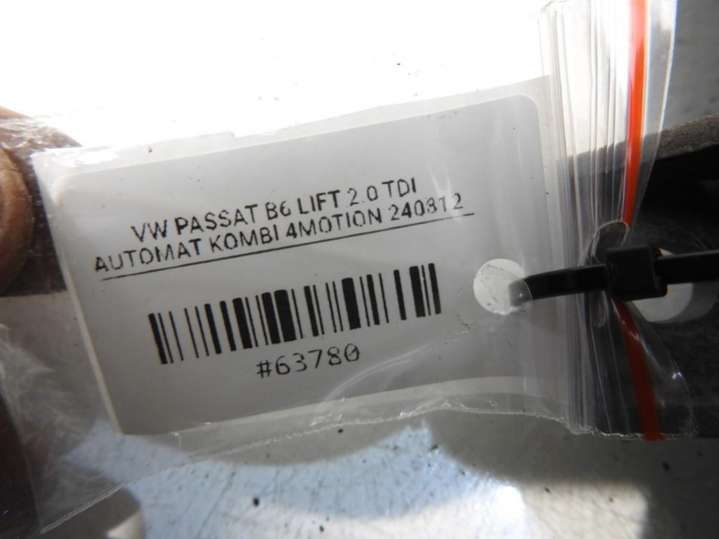 VW PASSAT B6 LIFT 2.0 TDI
AUTOMAT KOMBI 4MOTION 240812
#63780